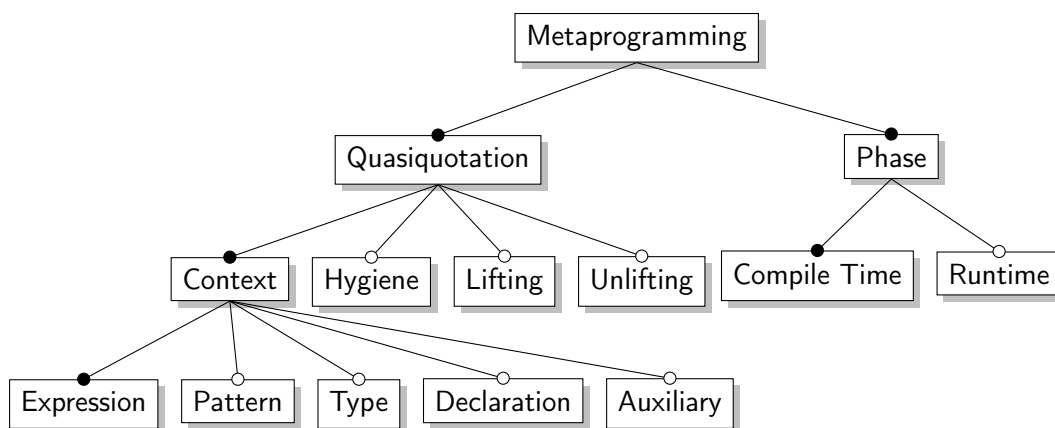 Metaprogramming
Quasiquotation
Phase
Context
Hygiene
Lifting
Unlifting
Compile Time
Runtime
Expression
Pattern
Type
Declaration
Auxiliary